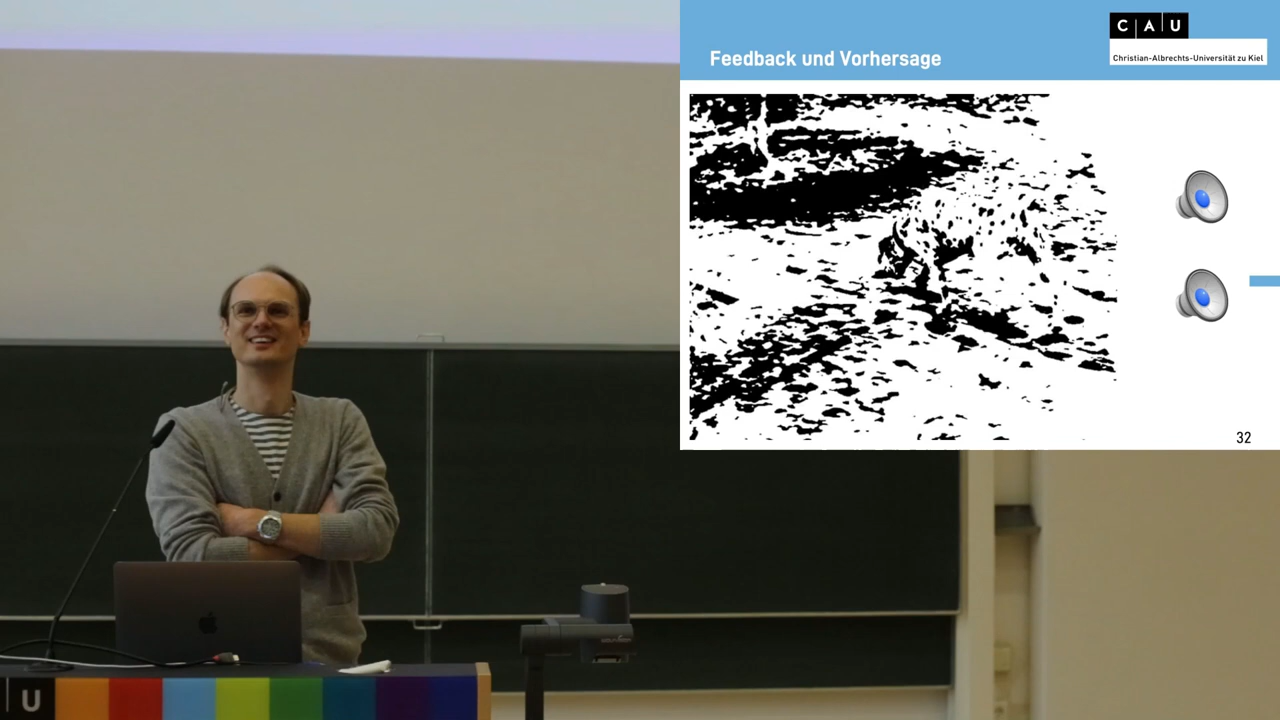 Feedback und Vorhersage
C A U
Christian-Albrechts-Universität zu Kiel
32
U